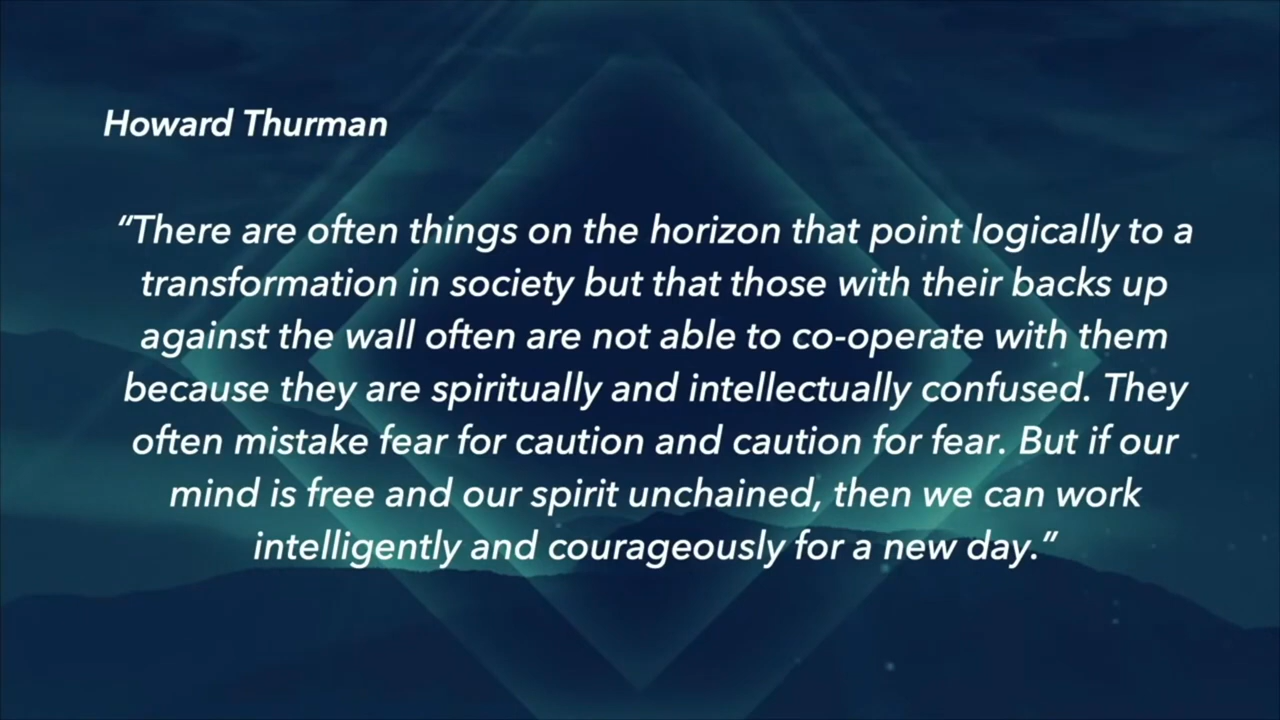 Howard Thurman
“There are often things on the horizon that point logically to a
transformation in society but that those with their backs up
against the wall often are not able to co-operate with them
because they are spiritually and intellectually confused. They
often mistake fear for caution and caution for fear. But if our
mind is free and our spirit unchained, then we can work
intelligently and courageously for a new day.”